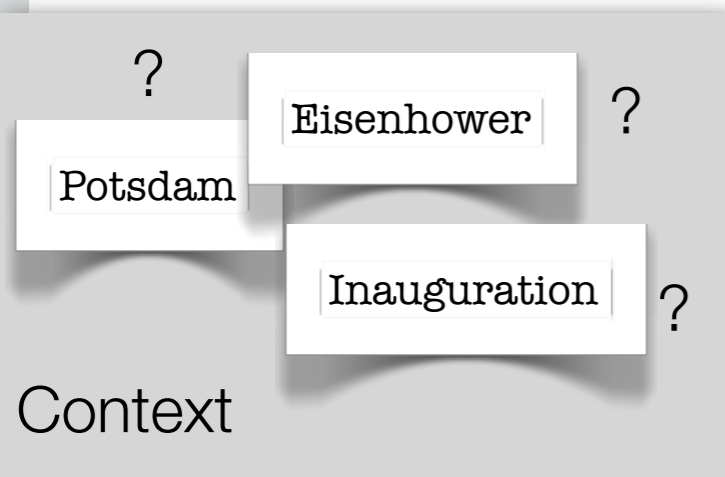 ?
Eisenhower
?
Potsdam
Inauguration
?
Context